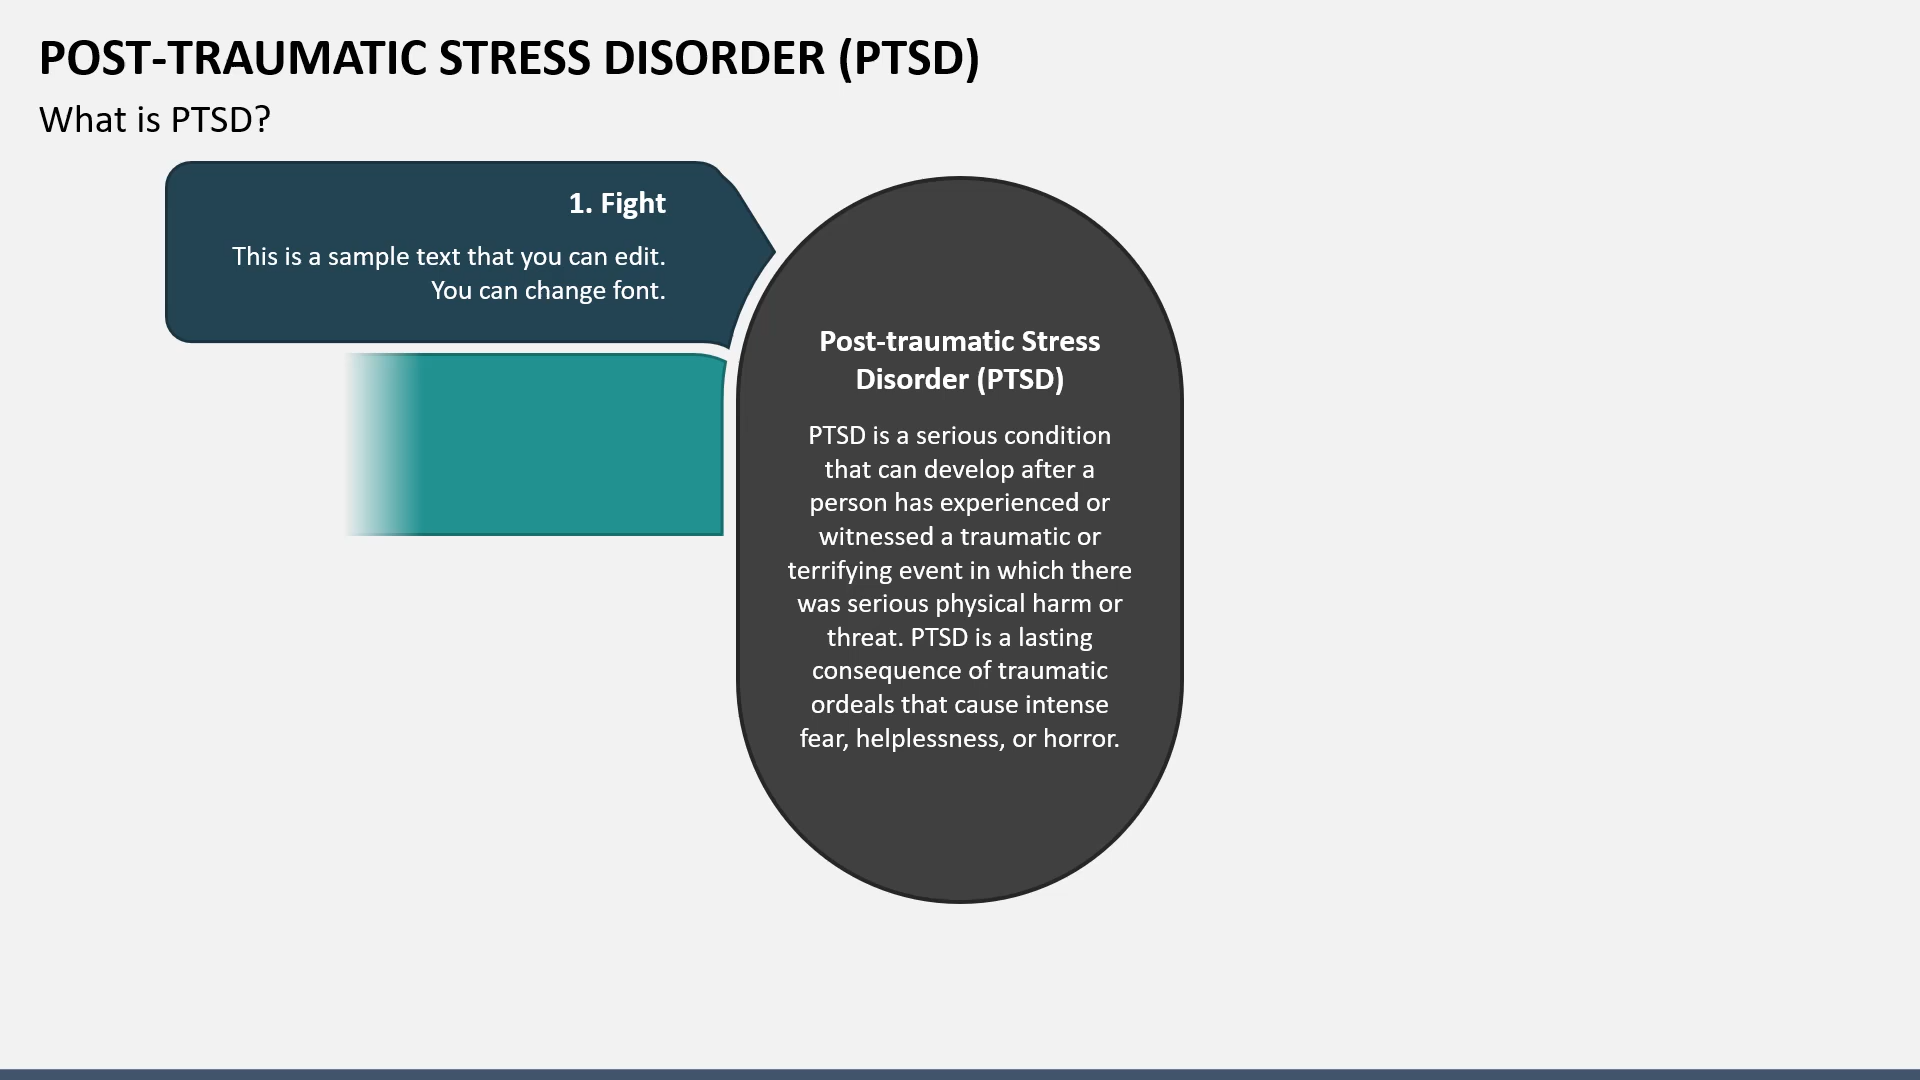 POST-TRAUMATIC STRESS DISORDER (PTSD)
What is PTSD?
1. Fight
This is a sample text that you can edit.
You can change font.
Post-traumatic Stress
Disorder (PTSD)
PTSD is a serious condition
that can develop after a
person has experienced or
witnessed a traumatic or
terrifying event in which there
was serious physical harm or
threat. PTSD is a lasting
consequence of traumatic
ordeals that cause intense
fear, helplessness, or horror.